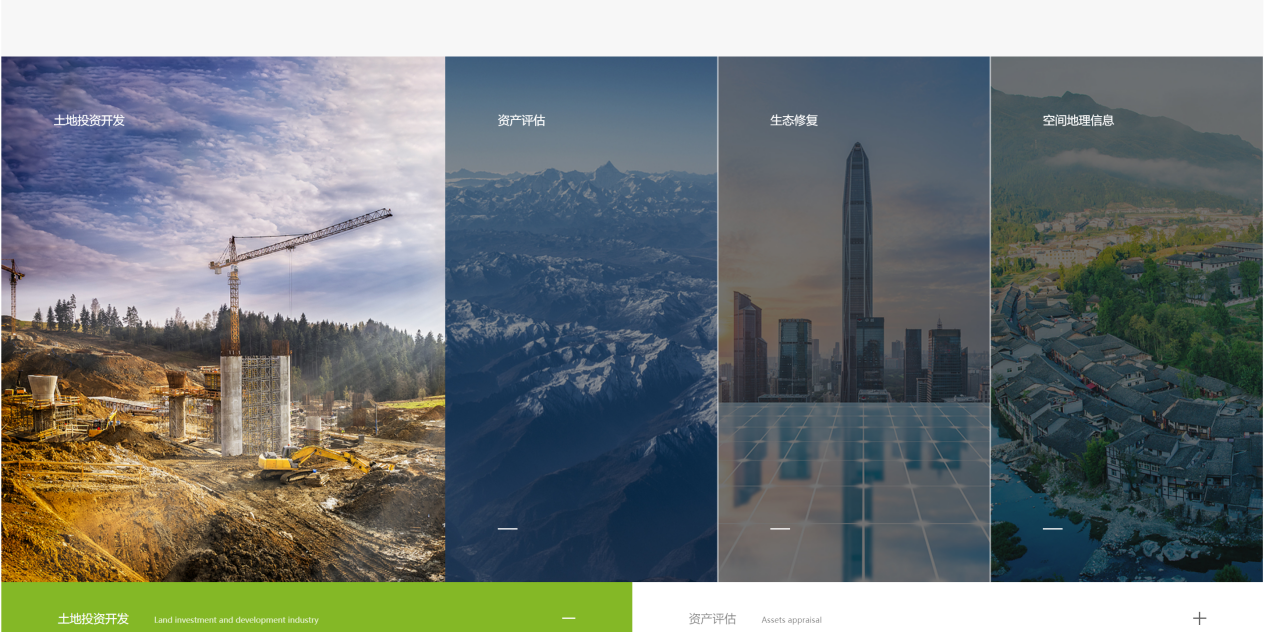 土地投资开发
资产评估
生态修复
空间地理信息
土地投资开发 Land investment and development industry
资产评估 Assets appraisal